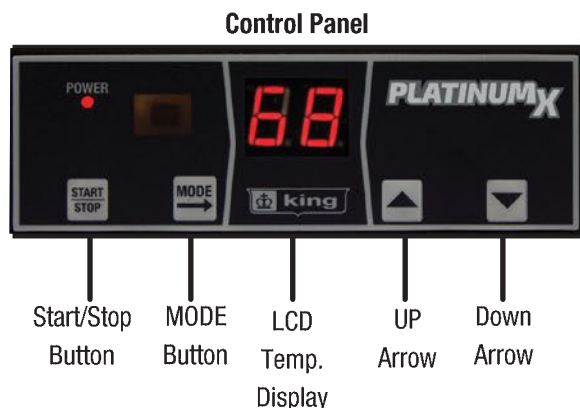 Control Panel
POWER
68
PLATINUMX
START
STOP
MODE
king
Start/Stop
Button
MODE
Button
LCD
Temp.
Display
UP
Arrow
Down
Arrow